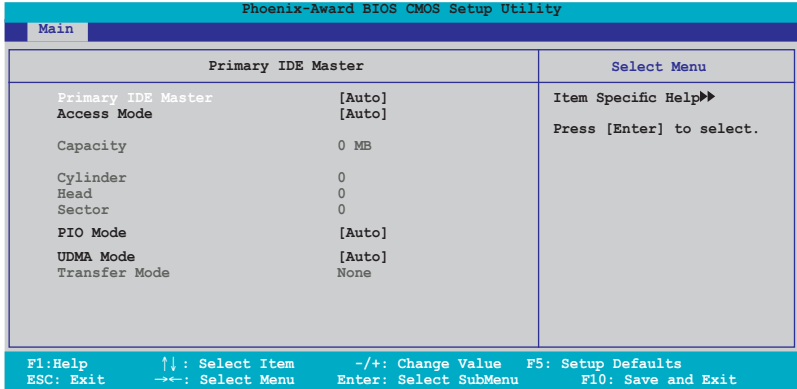 Phoenix-Award BIOS CMOS Setup Utility
Main
Primary IDE Master
Select Menu
Primary IDE Master [Auto]
Access Mode [Auto]
Capacity 0 MB
Cylinder 0
Head 0
Sector 0
PIO Mode [Auto]
UDMA Mode [Auto]
Transfer Mode None
Item Specific Help▶▶
Press [Enter] to select.
F1:Help ↑↓: Select Item -/+: Change Value F5: Setup Defaults
ESC: Exit →←: Select Menu Enter: Select SubMenu F10: Save and Exit